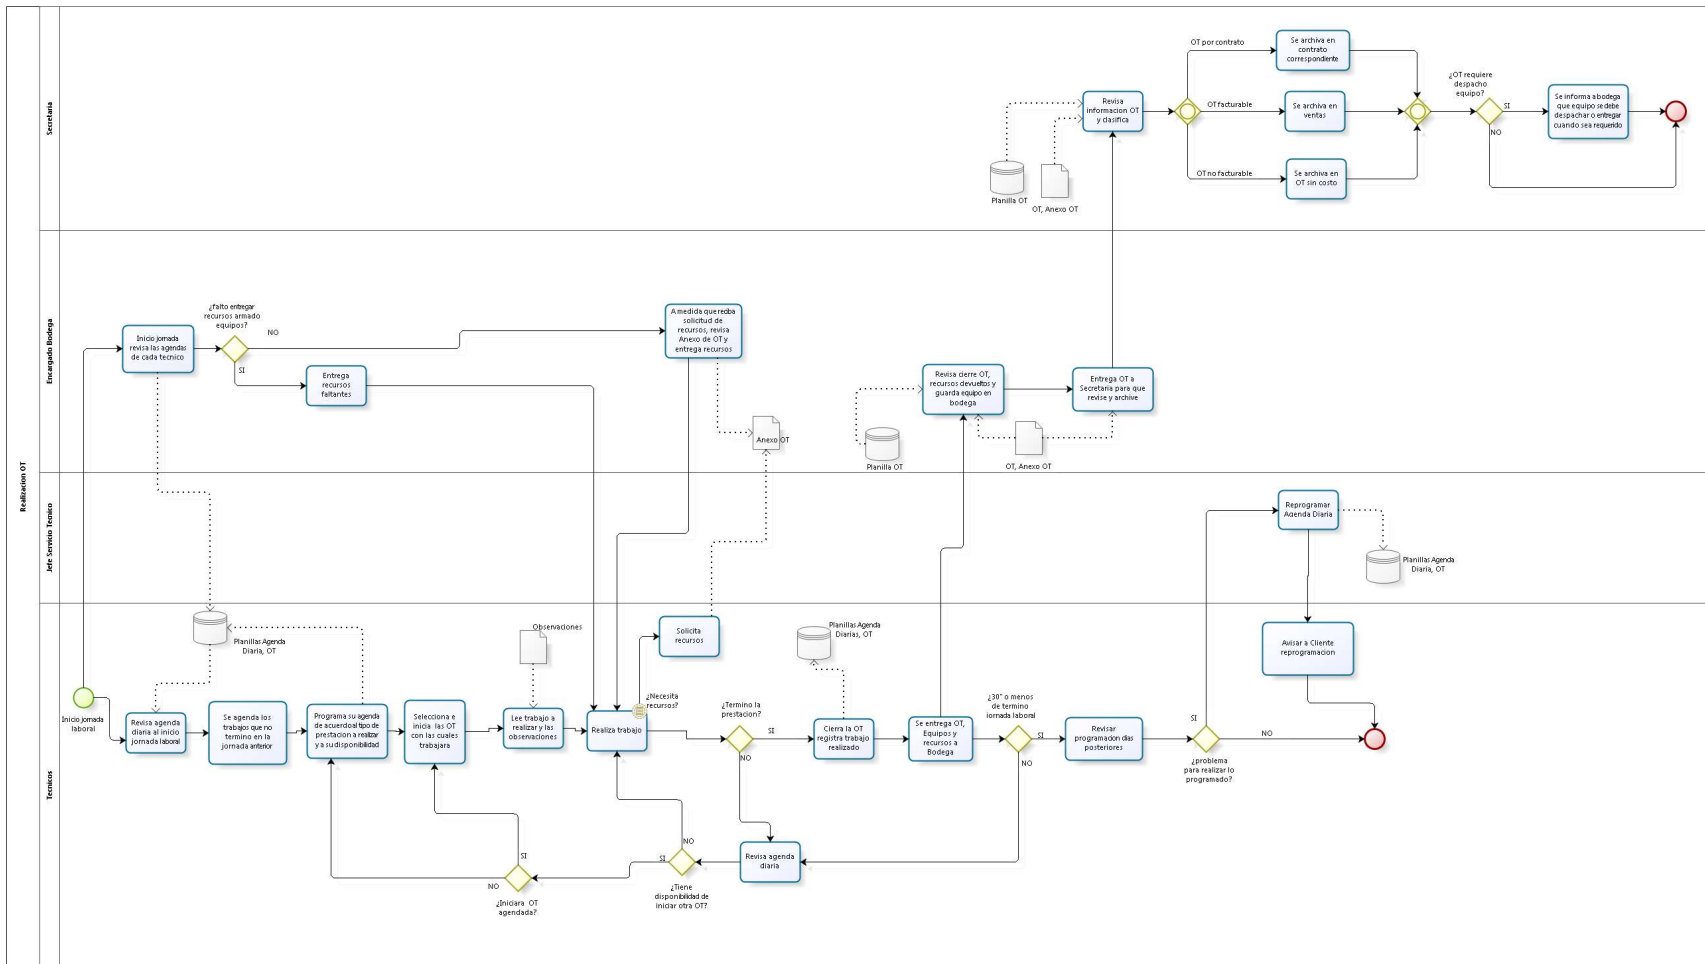 Realizacion OT
Secretaria
OT por contrato
Se archiva en
contrato
correspondiente
¿OT requiere
despacho
equipo?
Revisa
informacion OT
y clasifica
OT facturable
Se archiva en
ventas
SI
NO
Se informa a bodega
que equipo se debe
despachar o entregar
cuando sea requerido
OT no facturable
Se archiva en
OT sin costo
Planilla OT
OT, Anexo OT
Encargado Bodega
¿falto entregar
recursos armado
equipos?
NO
SI
Inicio jornada
revisa las agendas
de cada tecnico
Entrega
recursos
faltantes
A medida que reciba
solicitud de
recursos, revisa
Anexo de OT y
entrega recursos
Anexo OT
Revisa cierre OT,
recursos devueltos y
guarda equipo en
bodega
Entrega OT a
Secretaria para que
revise y archive
Planilla OT
OT, Anexo OT
Jefe Servicio Tecnico
Reprogramar
Agenda Diaria
Planillas Agenda
Diaria, OT
Tecnicos
Planillas Agenda
Diaria, OT
Observaciones
Solicita
recursos
Planillas Agenda
Diarias, OT
Avisar a Cliente
reprogramacion
Inicio jornada
laboral
Revisa agenda
diaria al inicio
jornada laboral
Se agenda los
trabajos que no
termino en la
jornada anterior
Programa su agenda
de acuerdo al tipo de
prestacion a realizar
y a su disponibilidad
Selecciona e
inicia las OT
con las cuales
trabajara
Lee trabajo a
realizar y las
observaciones
¿Necesita
recursos?
Realiza trabajo
¿Termino la
prestacion?
SI
NO
Cierra la OT
registra trabajo
realizado
Se entrega OT,
Equipos y
recursos a
Bodega
¿30" o menos
de termino
jornada laboral
SI
NO
Revisar
programacion dias
posteriores
SI
NO
¿problema
para realizar lo
programado?
Revisa agenda
diaria
NO
SI
¿Tiene
disponibilidad de
iniciar otra OT?
SI
NO
¿Iniciara OT
agendada?